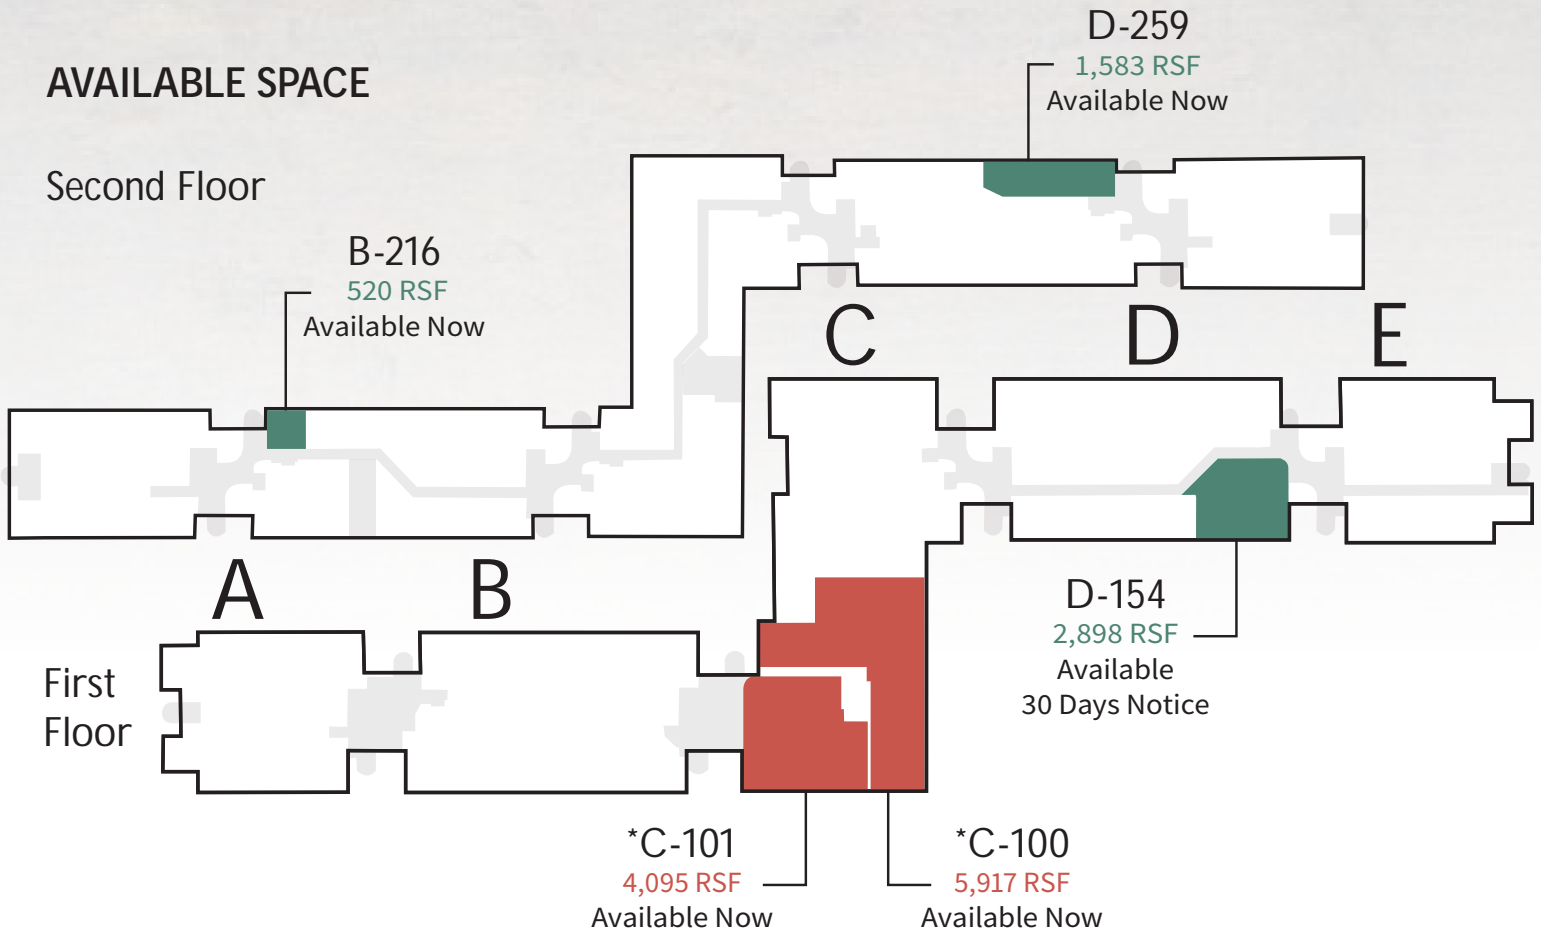 AVAILABLE SPACE
Second Floor
D-259
1,583 RSF
Available Now
B-216
520 RSF
Available Now
C
D
E
A
B
First
Floor
D-154
2,898 RSF
Available
30 Days Notice
*C-101
4,095 RSF
Available Now
*C-100
5,917 RSF
Available Now